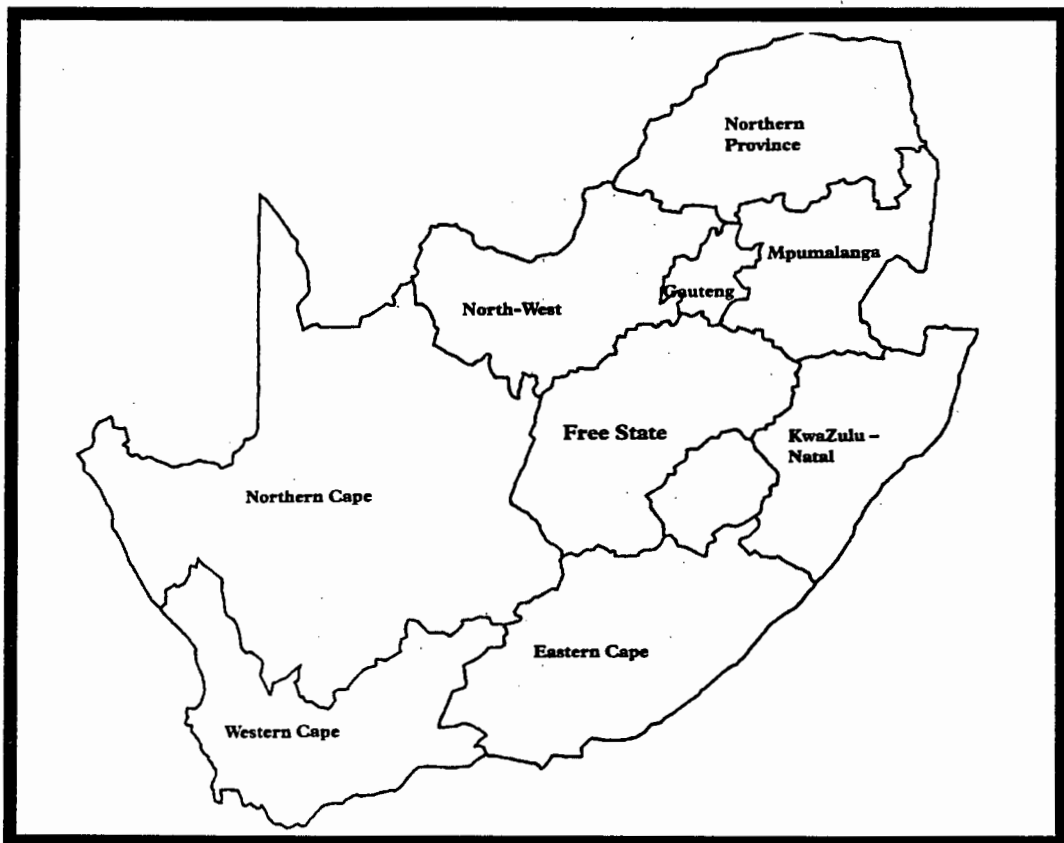 Northern
Province
Mpumalanga
Gauteng
North-West
Free State
KwaZulu –
Natal
Northern Cape
Eastern Cape
Western Cape